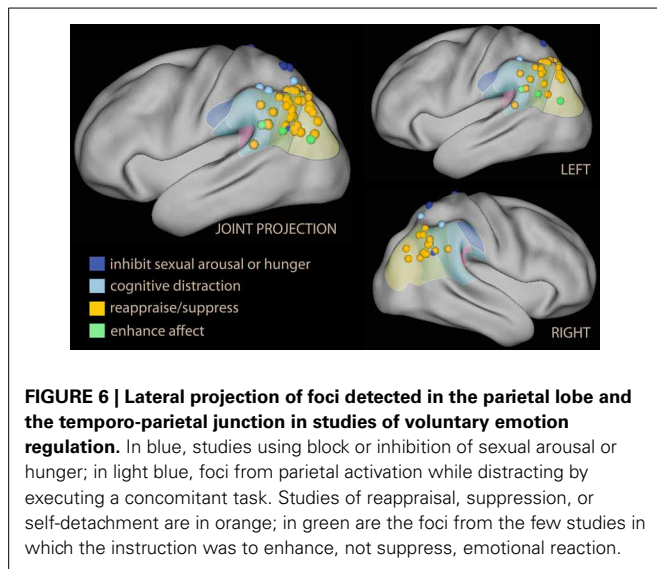 LEFT
JOINT PROJECTION
inhibit sexual arousal or hunger
cognitive distraction
reappraise/suppress
enhance affect
RIGHT
FIGURE 6 | Lateral projection of foci detected in the parietal lobe and
the temporo-parietal junction in studies of voluntary emotion
regulation. In blue, studies using block or inhibition of sexual arousal or
hunger; in light blue, foci from parietal activation while distracting by
executing a concomitant task. Studies of reappraisal, suppression, or
self-detachment are in orange; in green are the foci from the few studies in
which the instruction was to enhance, not suppress, emotional reaction.